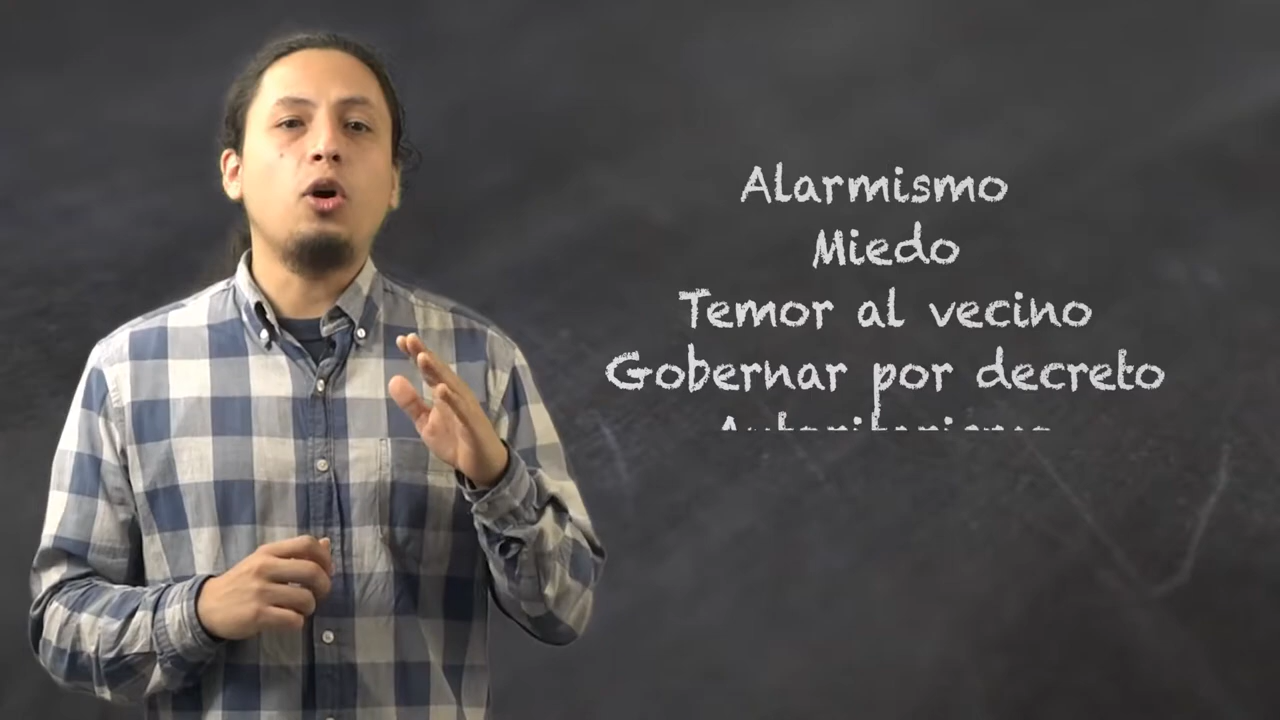 Alarmismo
Miedo
Temor al vecino
Gobernar por decreto